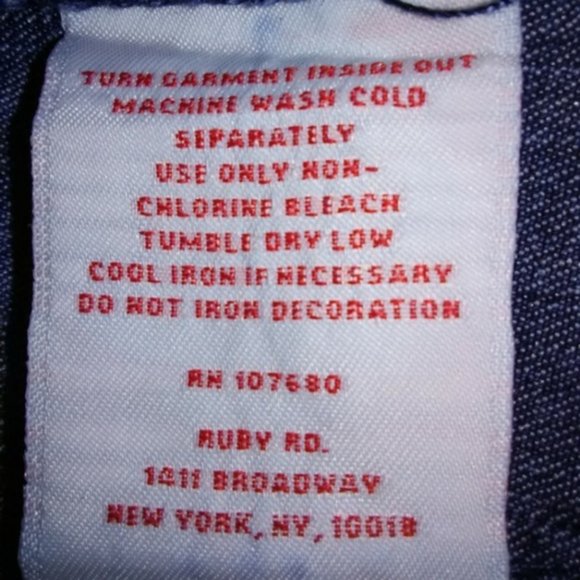 TURN GARMENT INSIDE OUT
MACHINE WASH COLD
SEPARATELY
USE ONLY NON-
CHLORINE BLEACH
TUMBLE DRY LOW
COOL IRON IF NECESSARY
DO NOT IRON DECORATION
RN 107680
RUBY RD.
1411 BROADWAY
NEW YORK, NY, 10018